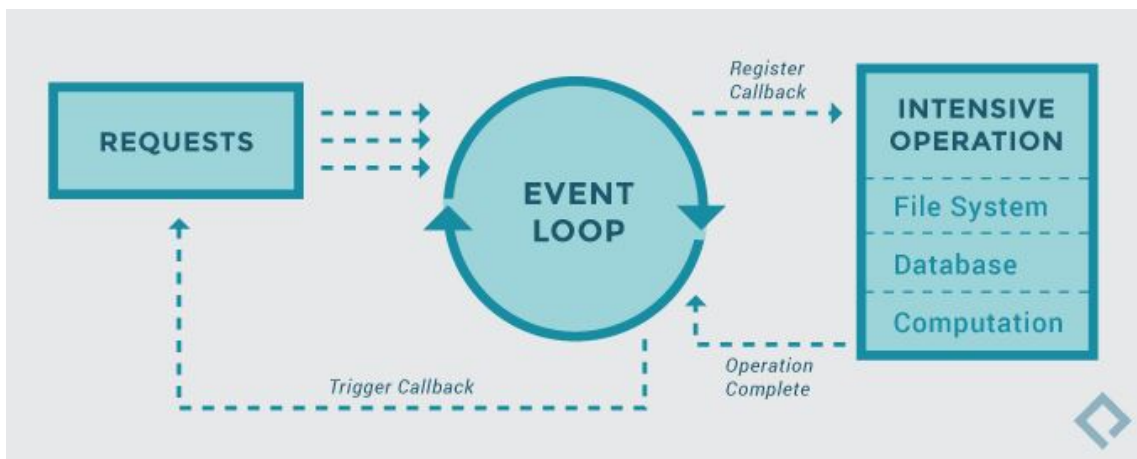 REQUESTS
EVENT
LOOP
Register
Callback
INTENSIVE
OPERATION
File System
Database
Computation
Operation
Complete
Trigger Callback